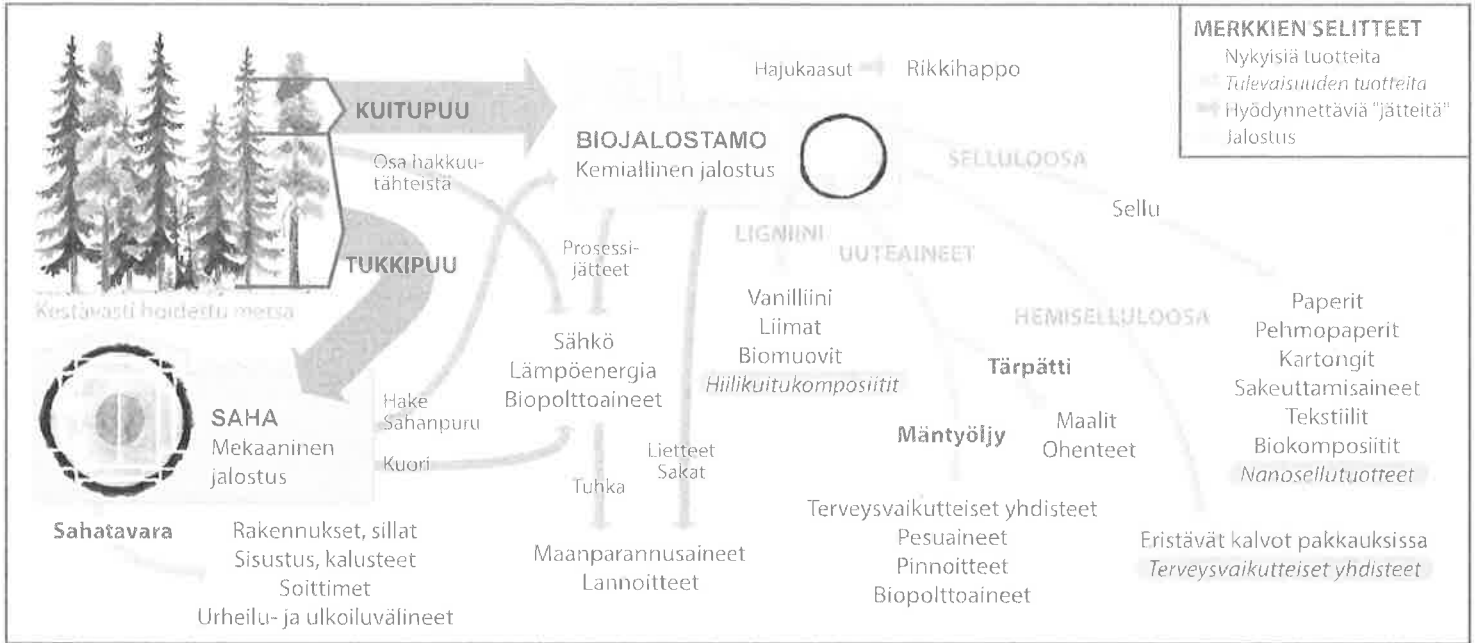 MERKKIEN SELITTEET
Nykyisiä tuotteita
Tulevaisuuden tuotteita
Hyödynnettäviä "jätteitä"
Jalostus
Hajukaasut
Rikkihappo
KUITUPUU
Osa hakkuu-
tähteistä
TUKKIPUU
Kestävästi hoidettu metsä
BIOJALOSTAMO
Kemiallinen jalostus
SELLULOOSA
Sellu
LIGNIINI
UUTEAINEET
HEMISELLULOOSA
Prosessi-
jätteet
Sähkö
Lämpöenergia
Biopolttoaineet
Vanilliini
Liimat
Biomuovit
Hiilikuitukomposiitit
Tärpätti
Maalit
Ohenteet
Mäntyöljy
Paperit
Pehmopaperit
Kartongit
Sakeuttamisaineet
Tekstiilit
Biokomposiitit
Nanosellutuotteet
SAHA
Mekaaninen
jalostus
Hake
Sahanpuru
Kuori
Tuhka
Lietteet
Sakat
Sahatavara
Rakennukset, sillat
Sisustus, kalusteet
Soittimet
Urheilu- ja ulkoiluvälineet
Maanparannusaineet
Lannoitteet
Terveysvaikutteiset yhdisteet
Pesuaineet
Pinnoitteet
Biopolttoaineet
Eristävät kalvot pakkauksissa
Terveysvaikutteiset yhdisteet